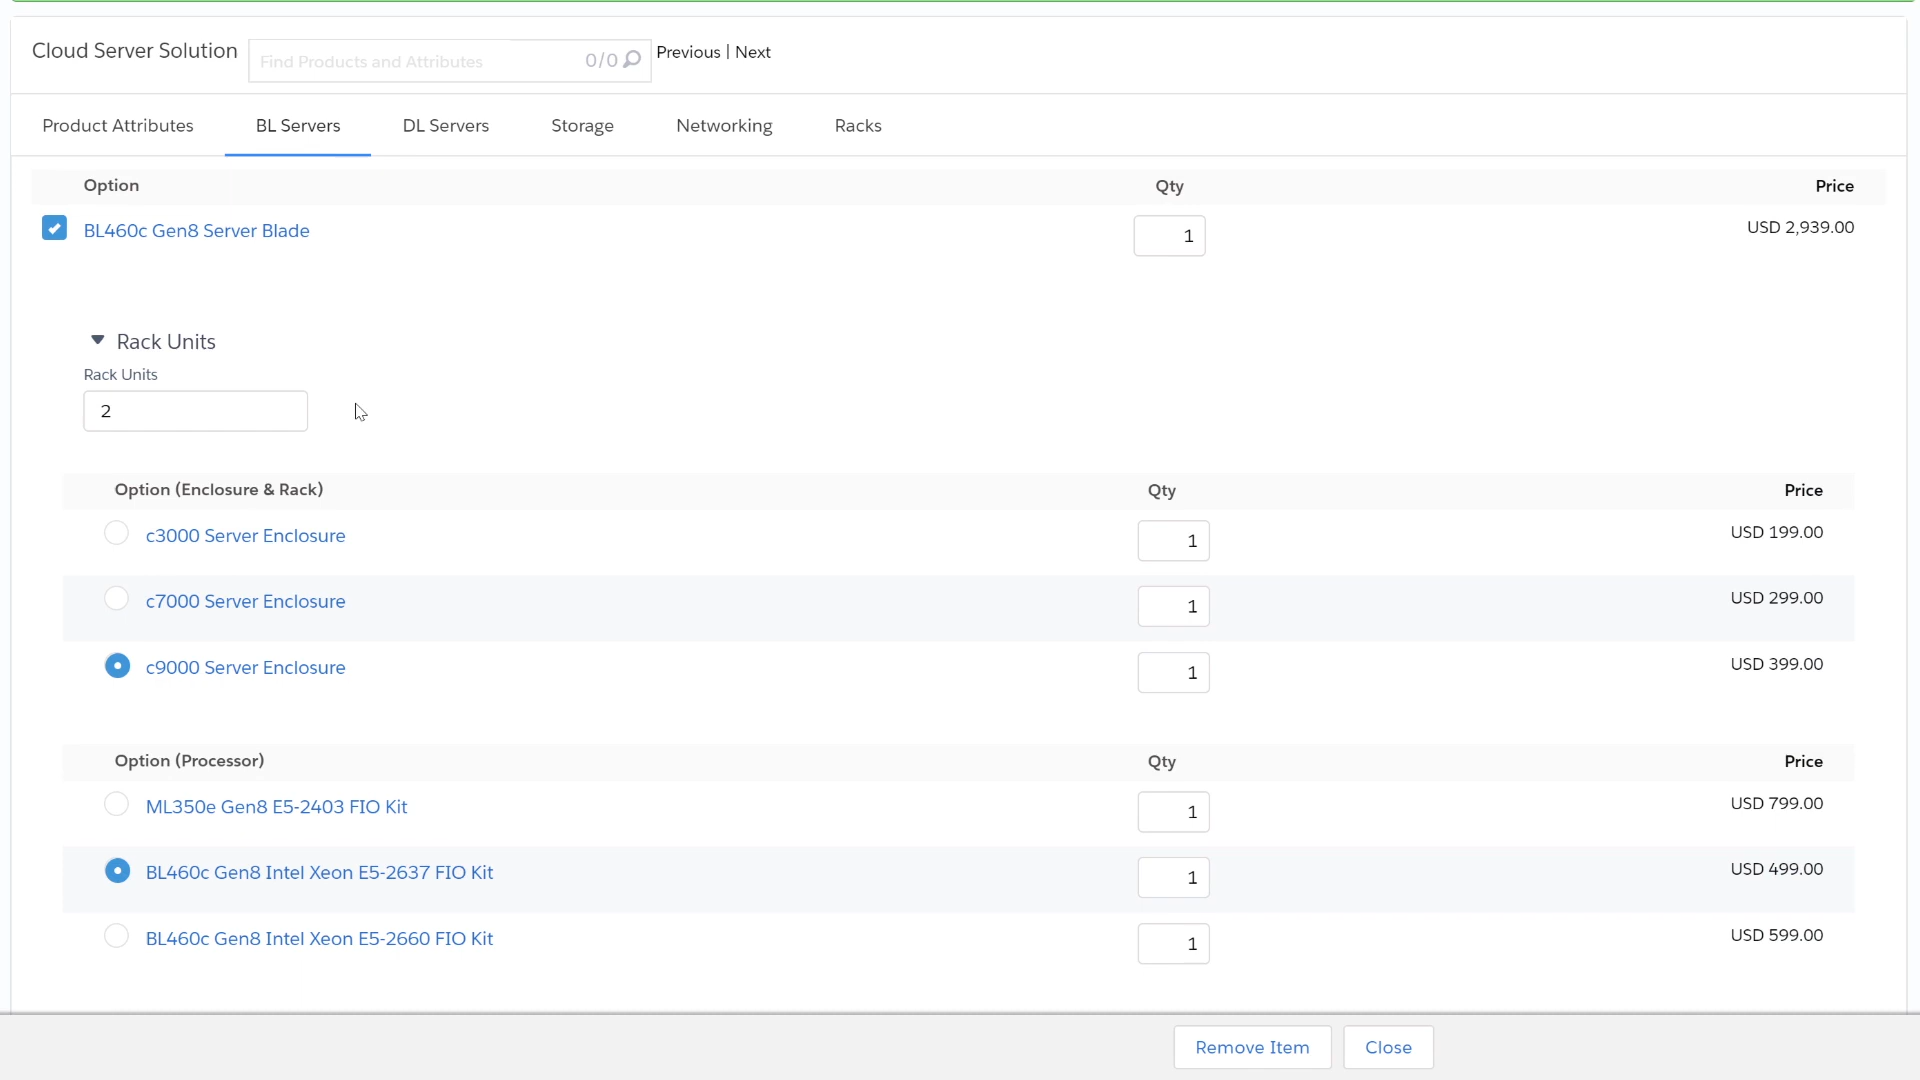 Cloud Server Solution Find Products and Attributes 0/0 Previous | Next
Product Attributes BL Servers DL Servers Storage Networking Racks
Option Qty Price
BL460c Gen8 Server Blade 1 USD 2,939.00
Rack Units
Rack Units
2
Option (Enclosure & Rack) Qty Price
c3000 Server Enclosure 1 USD 199.00
c7000 Server Enclosure 1 USD 299.00
c9000 Server Enclosure 1 USD 399.00
Option (Processor) Qty Price
ML350e Gen8 E5-2403 FIO Kit 1 USD 799.00
BL460c Gen8 Intel Xeon E5-2637 FIO Kit 1 USD 499.00
BL460c Gen8 Intel Xeon E5-2660 FIO Kit 1 USD 599.00
Remove Item Close